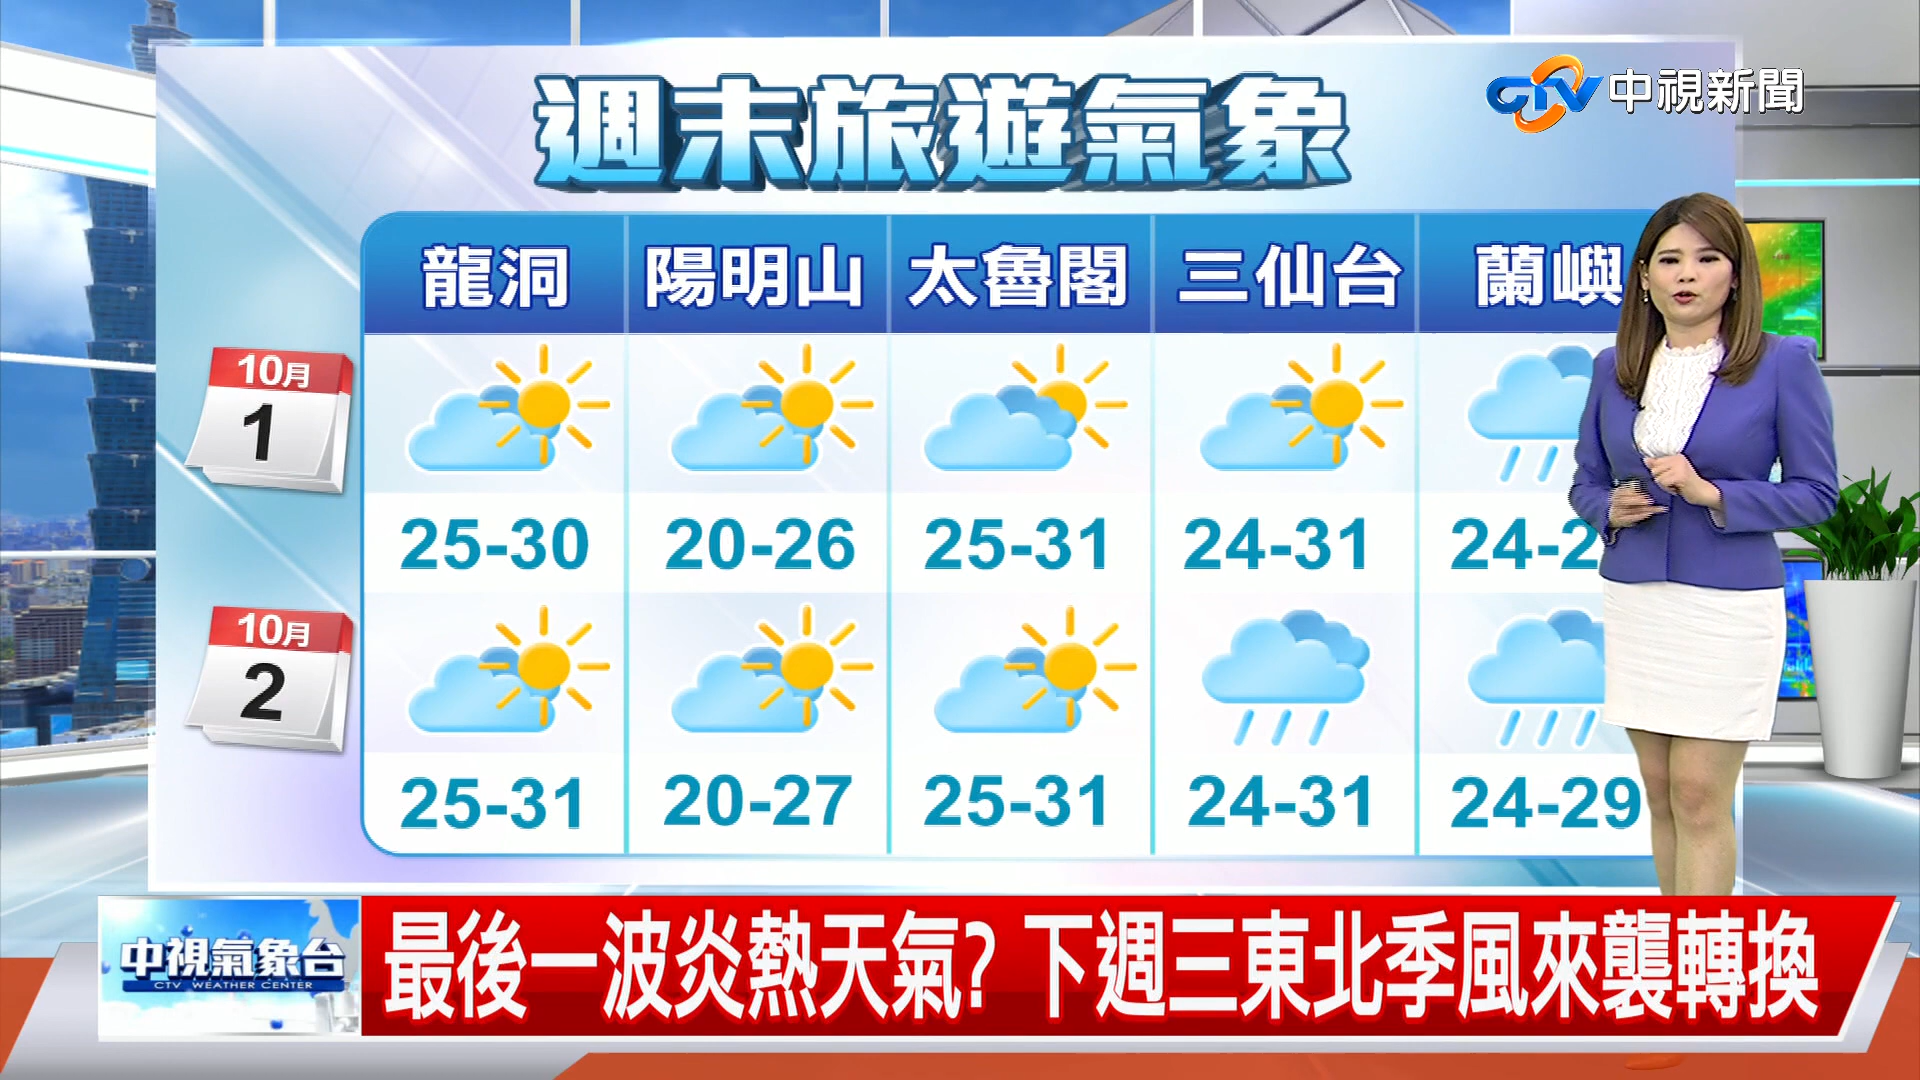 週末旅遊氣象
CTV 中視新聞
龍洞 陽明山 太魯閣 三仙台 蘭嶼
10月
1
25-30 20-26 25-31 24-31 24-2
10月
2
25-31 20-27 25-31 24-31 24-29
中視氣象台
CTV WEATHER CENTER
最後一波炎熱天氣? 下週三東北季風來襲轉換